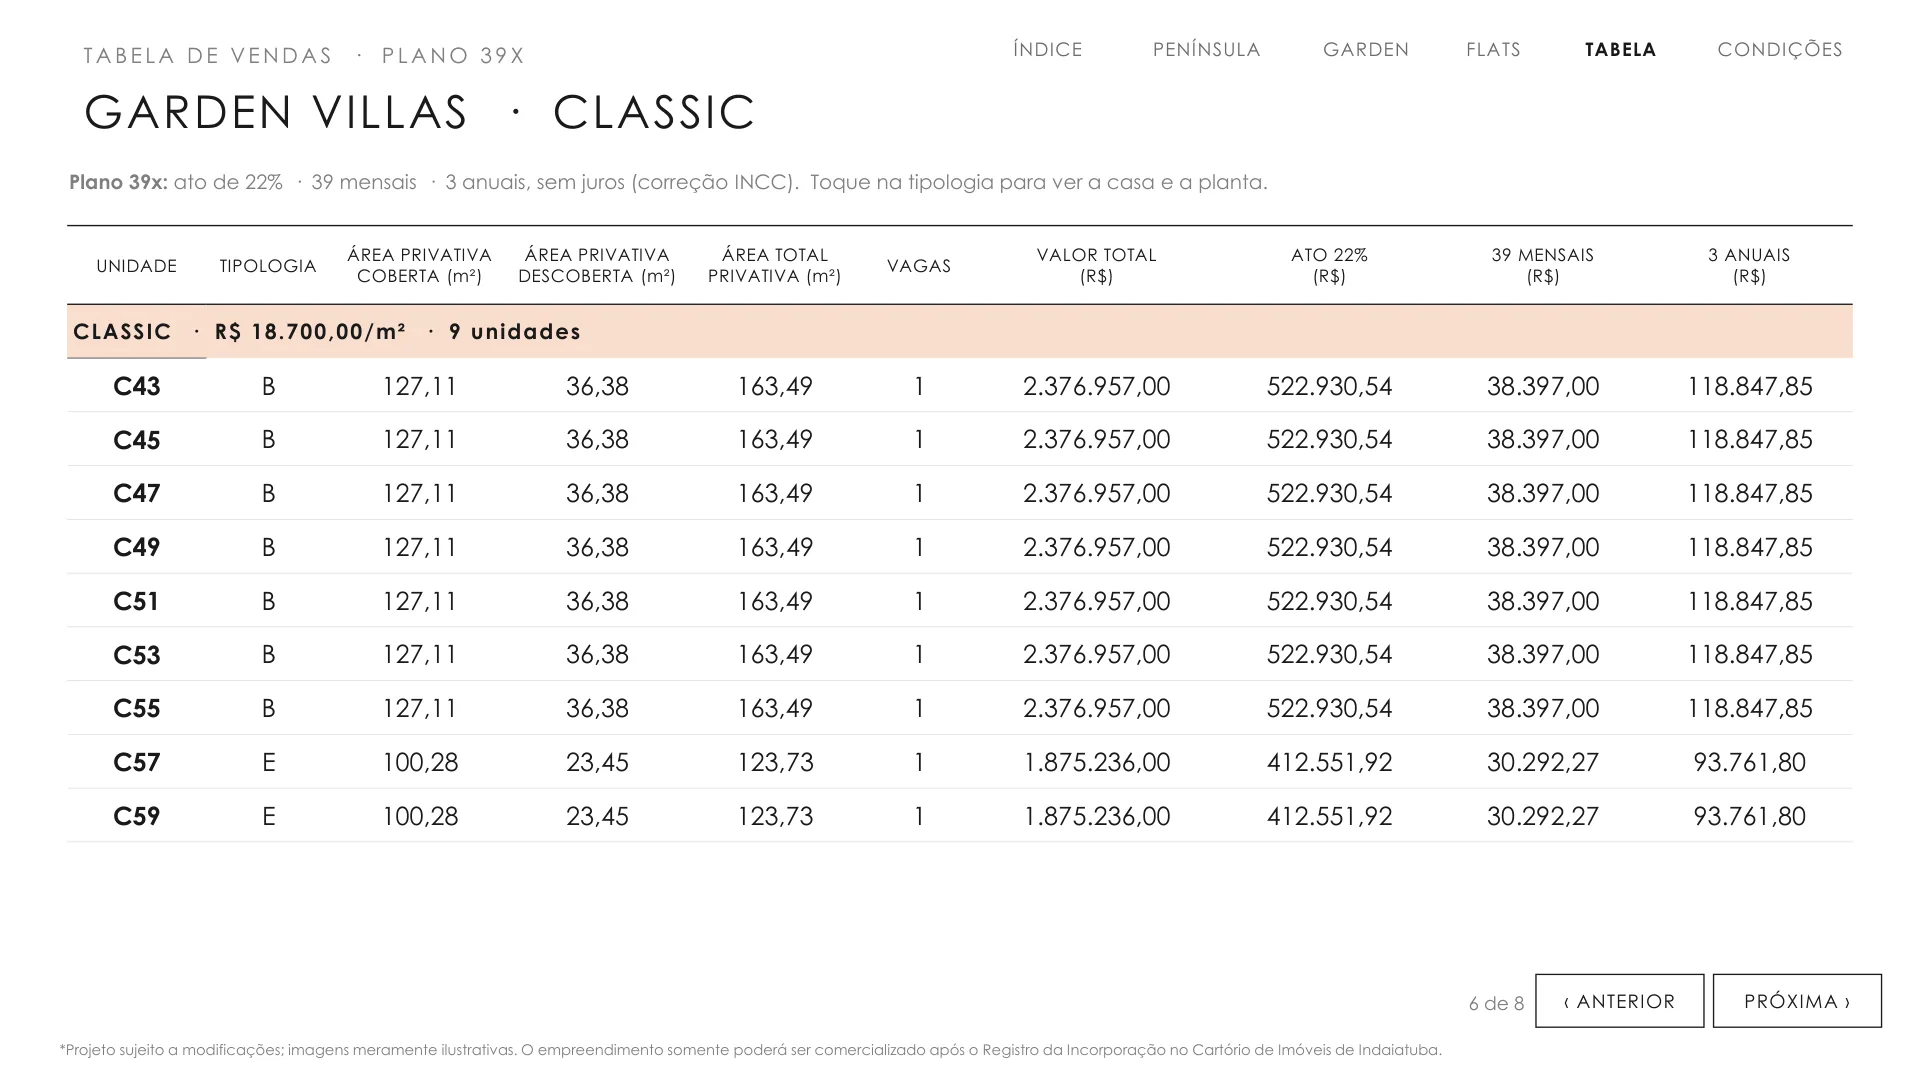 TABELA DE VENDAS · PLANO 39X
ÍNDICE PENÍNSULA GARDEN FLATS TABELA CONDIÇÕES
GARDEN VILLAS · CLASSIC
Plano 39x: ato de 22% · 39 mensais · 3 anuais, sem juros (correção INCC). Toque na tipologia para ver a casa e a planta.
UNIDADE TIPOLOGIA ÁREA PRIVATIVA COBERTA (m²) ÁREA PRIVATIVA DESCOBERTA (m²) ÁREA TOTAL PRIVATIVA (m²) VAGAS VALOR TOTAL (R$) ATO 22% (R$) 39 MENSAIS (R$) 3 ANUAIS (R$)
CLASSIC · R$ 18.700,00/m² · 9 unidades
C43 B 127,11 36,38 163,49 1 2.376.957,00 522.930,54 38.397,00 118.847,85
C45 B 127,11 36,38 163,49 1 2.376.957,00 522.930,54 38.397,00 118.847,85
C47 B 127,11 36,38 163,49 1 2.376.957,00 522.930,54 38.397,00 118.847,85
C49 B 127,11 36,38 163,49 1 2.376.957,00 522.930,54 38.397,00 118.847,85
C51 B 127,11 36,38 163,49 1 2.376.957,00 522.930,54 38.397,00 118.847,85
C53 B 127,11 36,38 163,49 1 2.376.957,00 522.930,54 38.397,00 118.847,85
C55 B 127,11 36,38 163,49 1 2.376.957,00 522.930,54 38.397,00 118.847,85
C57 E 100,28 23,45 123,73 1 1.875.236,00 412.551,92 30.292,27 93.761,80
C59 E 100,28 23,45 123,73 1 1.875.236,00 412.551,92 30.292,27 93.761,80
6 de 8 ‹ ANTERIOR PRÓXIMA ›
*Projeto sujeito a modificações; imagens meramente ilustrativas. O empreendimento somente poderá ser comercializado após o Registro da Incorporação no Cartório de Imóveis de Indaiatuba.